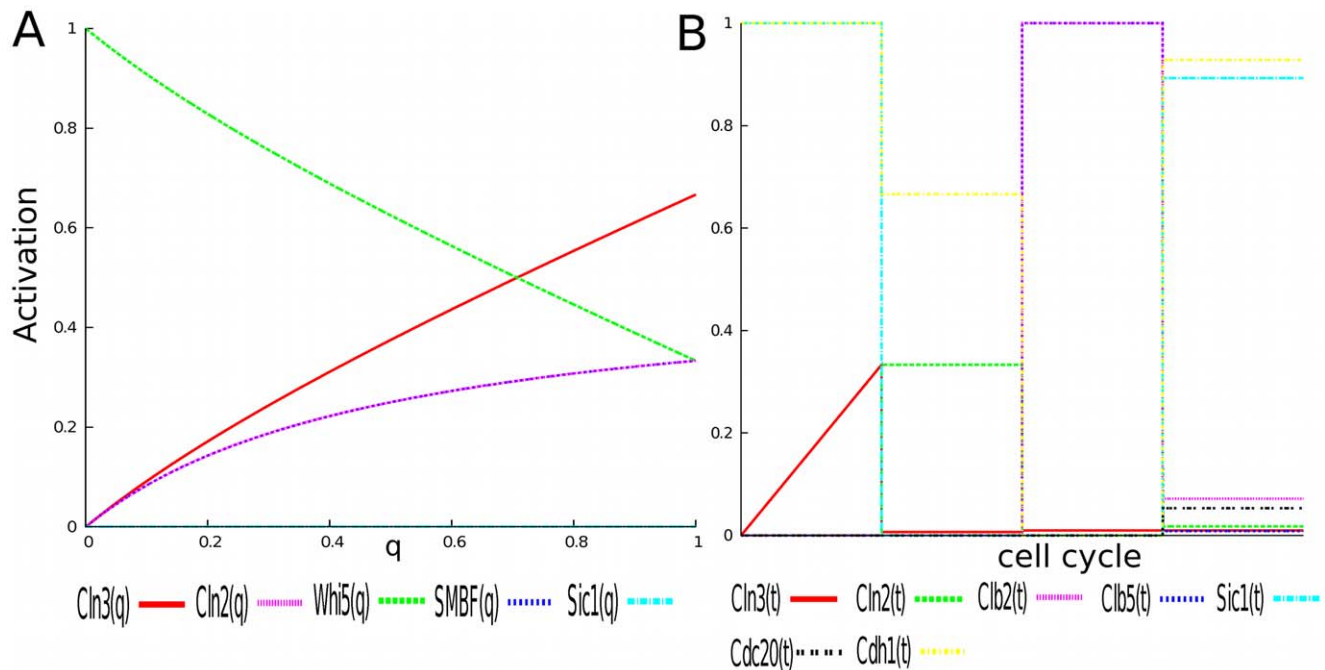 A
Activation
1
0.8
0.6
0.4
0.2
0
0 0.2 0.4 0.6 0.8 1
q
Cln3(q) Cln2(q) Whi5(q) SMBF(q) Sic1(q)
B
1
0.8
0.6
0.4
0.2
0
cell cycle
Cln3(t) Cln2(t) Clb2(t) Clb5(t) Sic1(t)
Cdc20(t) Cdh1(t)